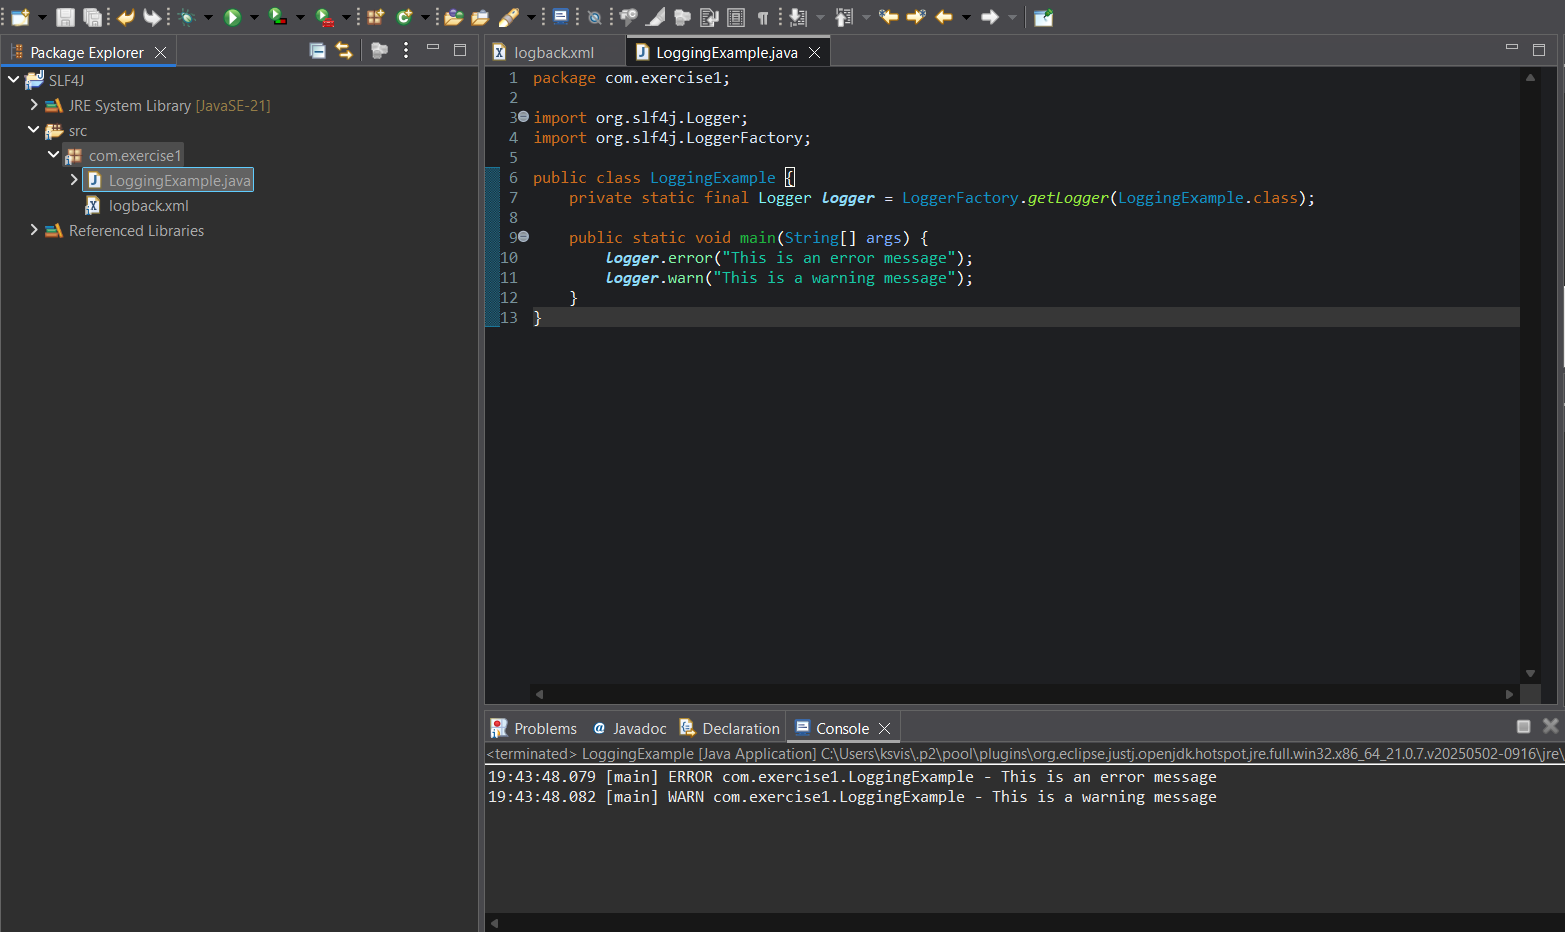 Package Explorer
SLF4J
JRE System Library [JavaSE-21]
src
com.exercise1
LoggingExample.java
logback.xml
Referenced Libraries
logback.xml
LoggingExample.java
1 package com.exercise1;
2
3 import org.slf4j.Logger;
4 import org.slf4j.LoggerFactory;
5
6 public class LoggingExample {
7     private static final Logger logger = LoggerFactory.getLogger(LoggingExample.class);
8
9     public static void main(String[] args) {
10         logger.error("This is an error message");
11         logger.warn("This is a warning message");
12     }
13 }
Problems @ Javadoc Declaration Console
<terminated> LoggingExample [Java Application] C:\Users\ksvis\.p2\pool\plugins\org.eclipse.justj.openjdk.hotspot.jre.full.win32.x86_64_21.0.7.v20250502-0916\jre\
19:43:48.079 [main] ERROR com.exercise1.LoggingExample - This is an error message
19:43:48.082 [main] WARN com.exercise1.LoggingExample - This is a warning message